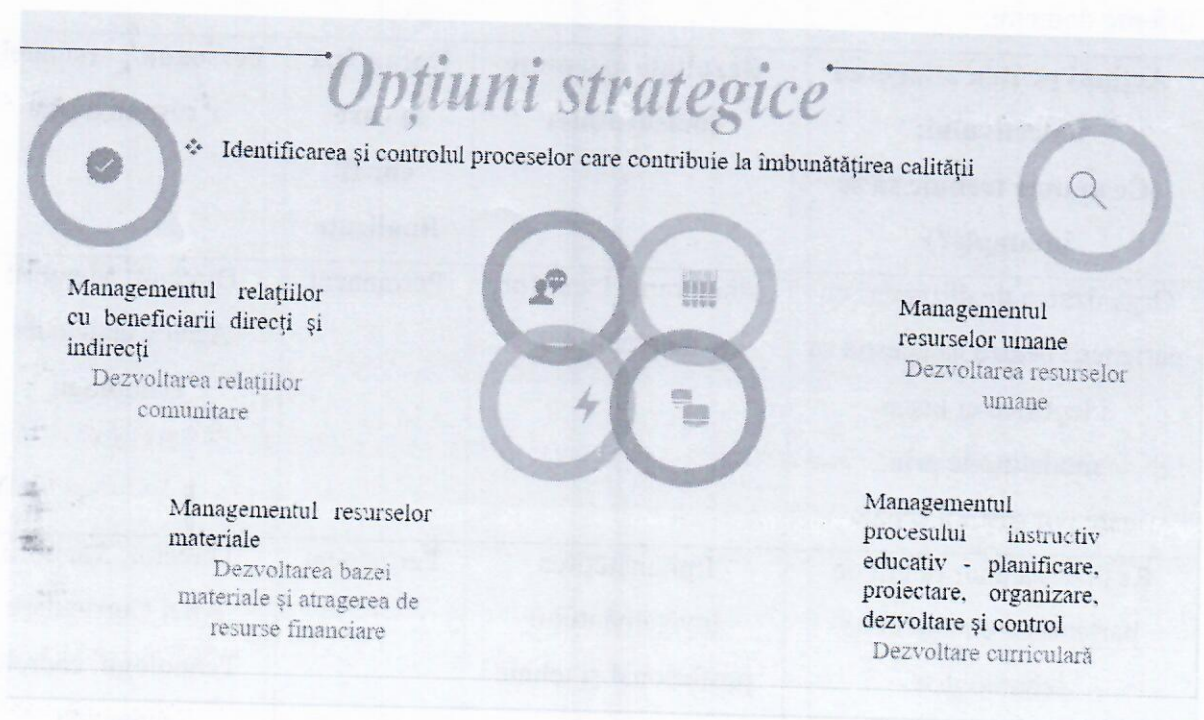 Opțiuni strategice
❖ Identificarea și controlul proceselor care contribuie la îmbunătățirea calității
Managementul relațiilor
cu beneficiarii direcți și
indirecți
Dezvoltarea relațiilor
comunitare
Managementul
resurselor umane
Dezvoltarea resurselor
umane
Managementul resurselor
materiale
Dezvoltarea bazei
materiale și atragerea de
resurse financiare
Managementul
procesului instructiv
educativ - planificare,
proiectare, organizare,
dezvoltare și control
Dezvoltare curriculară